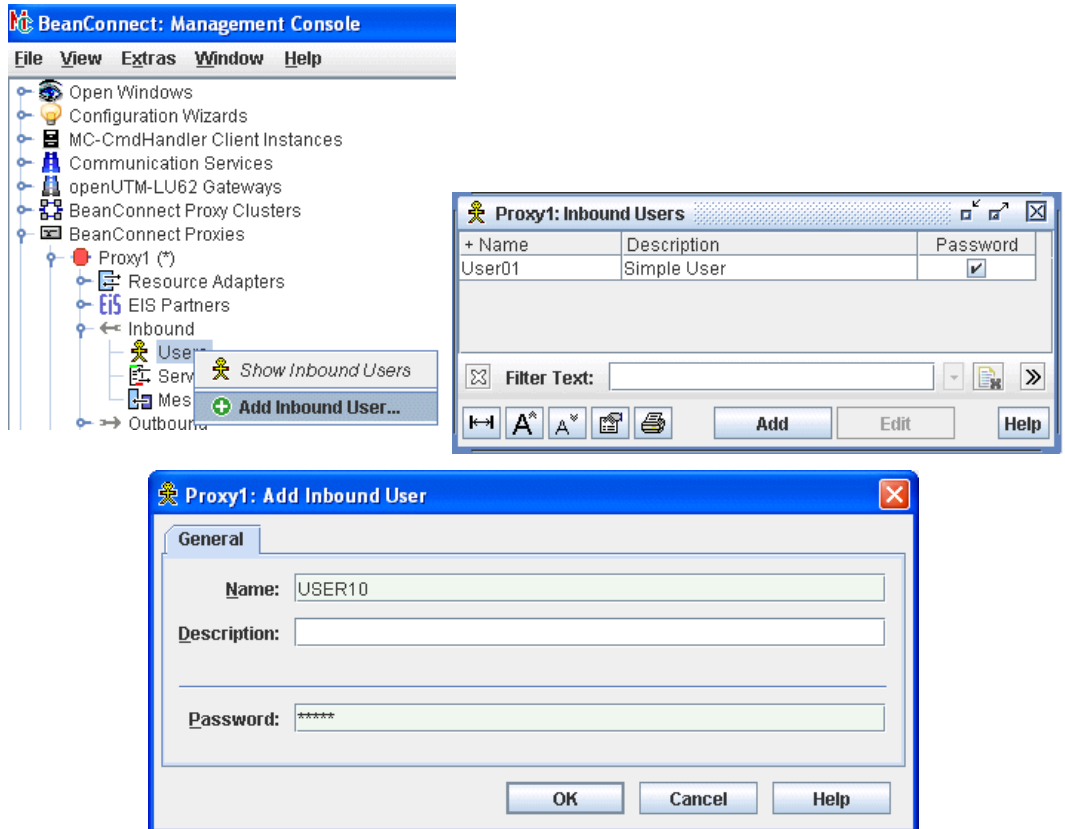 BeanConnect: Management Console
File View Extras Window Help
Open Windows
Configuration Wizards
MC-CmdHandler Client Instances
Communication Services
openUTM-LU62 Gateways
BeanConnect Proxy Clusters
BeanConnect Proxies
Proxy1 (*)
Resource Adapters
EIS Partners
Inbound
Users
Show Inbound Users
Serv
Add Inbound User...
Mes
Outbound
Proxy1: Inbound Users
+ Name Description Password
User01 Simple User
Filter Text:
Add Edit Help
Proxy1: Add Inbound User
General
Name: USER10
Description:
Password: *****
OK Cancel Help